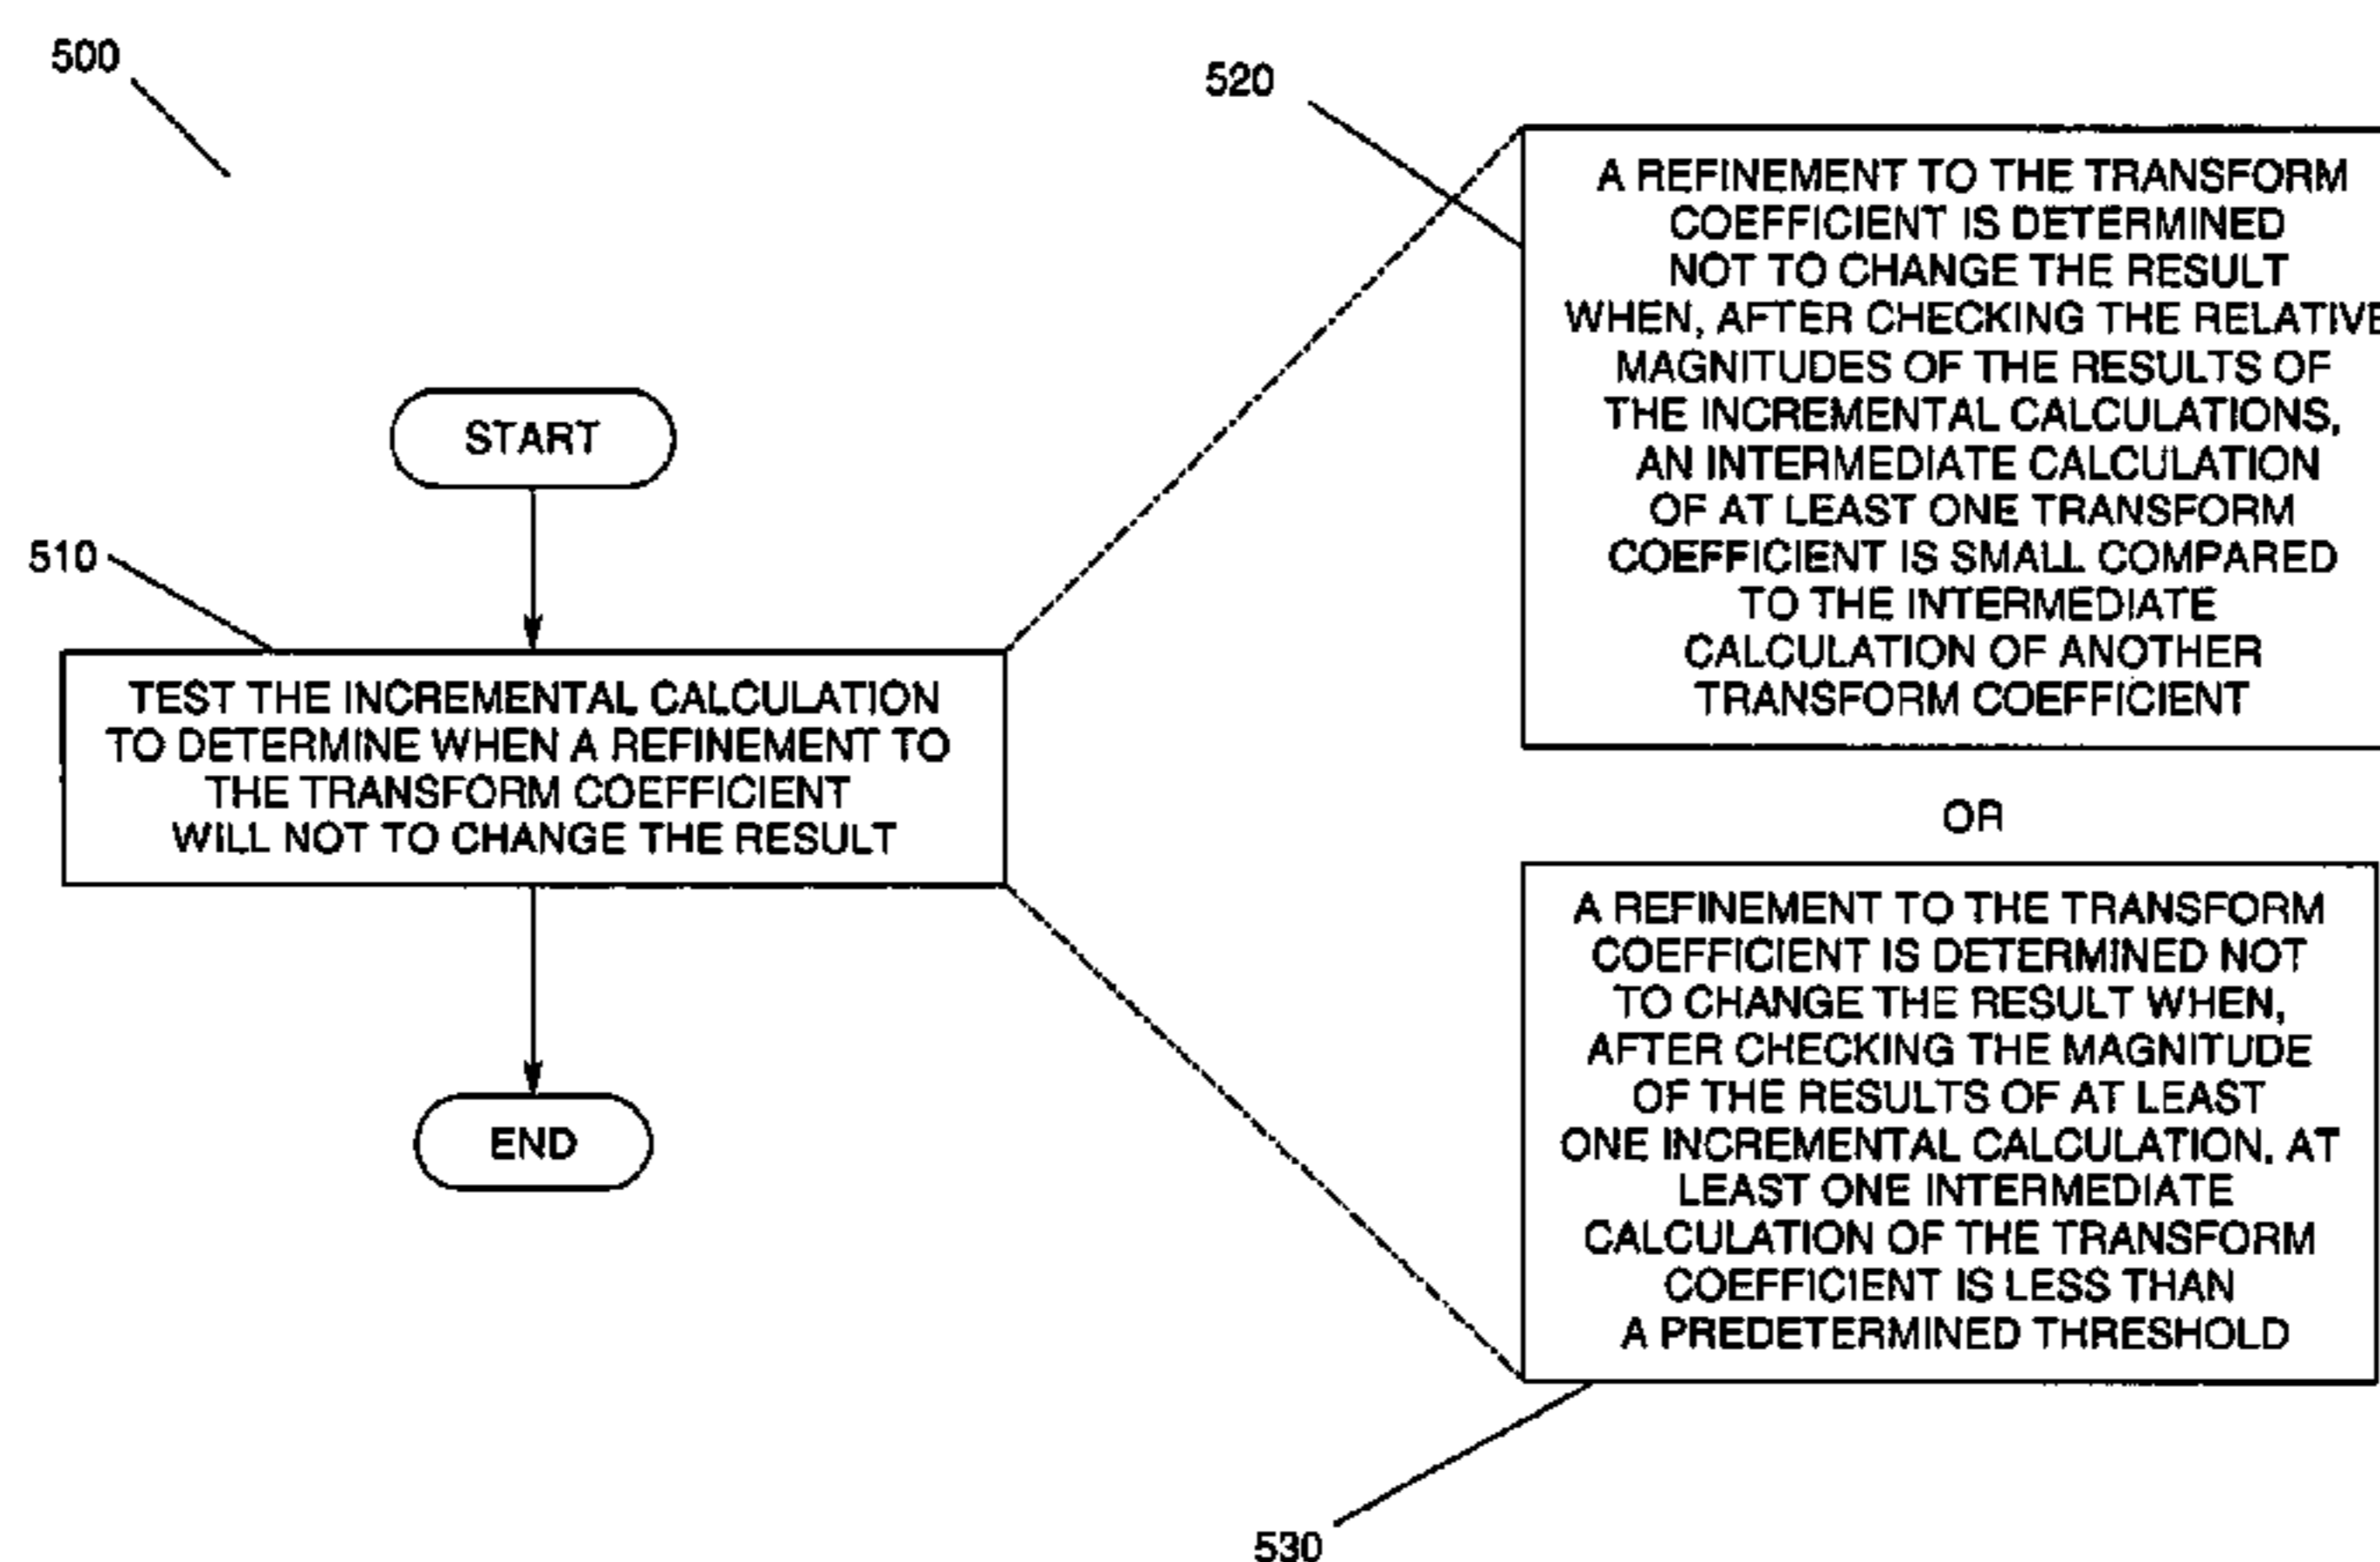 500
520
START
510
TEST THE INCREMENTAL CALCULATION
TO DETERMINE WHEN A REFINEMENT TO
THE TRANSFORM COEFFICIENT
WILL NOT TO CHANGE THE RESULT
END
A REFINEMENT TO THE TRANSFORM
COEFFICIENT IS DETERMINED
NOT TO CHANGE THE RESULT
WHEN, AFTER CHECKING THE RELATIVE
MAGNITUDES OF THE RESULTS OF
THE INCREMENTAL CALCULATIONS,
AN INTERMEDIATE CALCULATION
OF AT LEAST ONE TRANSFORM
COEFFICIENT IS SMALL COMPARED
TO THE INTERMEDIATE
CALCULATION OF ANOTHER
TRANSFORM COEFFICIENT
OR
A REFINEMENT TO THE TRANSFORM
COEFFICIENT IS DETERMINED NOT
TO CHANGE THE RESULT WHEN,
AFTER CHECKING THE MAGNITUDE
OF THE RESULTS OF AT LEAST
ONE INCREMENTAL CALCULATION, AT
LEAST ONE INTERMEDIATE
CALCULATION OF THE TRANSFORM
COEFFICIENT IS LESS THAN
A PREDETERMINED THRESHOLD
530